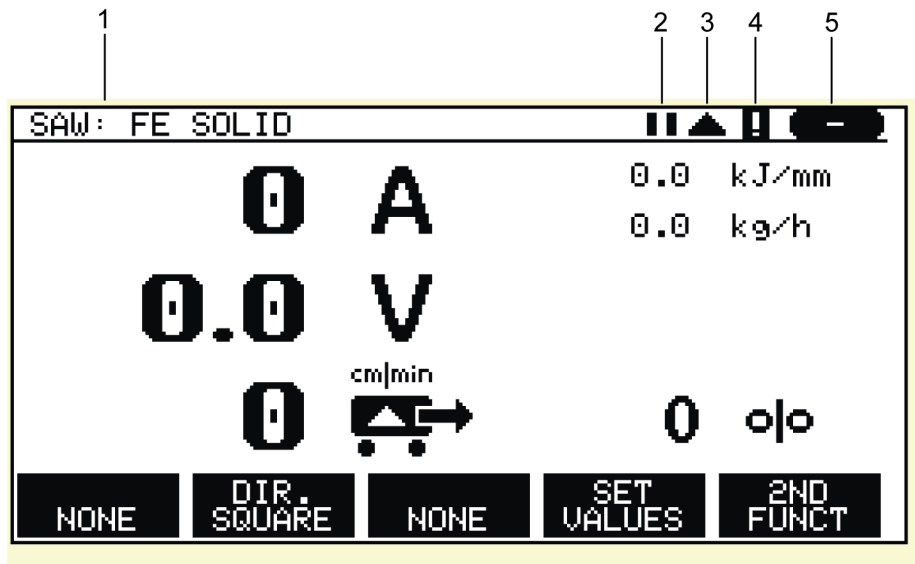 1 2 3 4 5
SAW: FE SOLID ! -
0 A 0.0 kJ/mm
0.0 kg/h
0.0 V
cm|min
0 0 o|o
NONE DIR. SQUARE NONE SET VALUES 2ND FUNCT